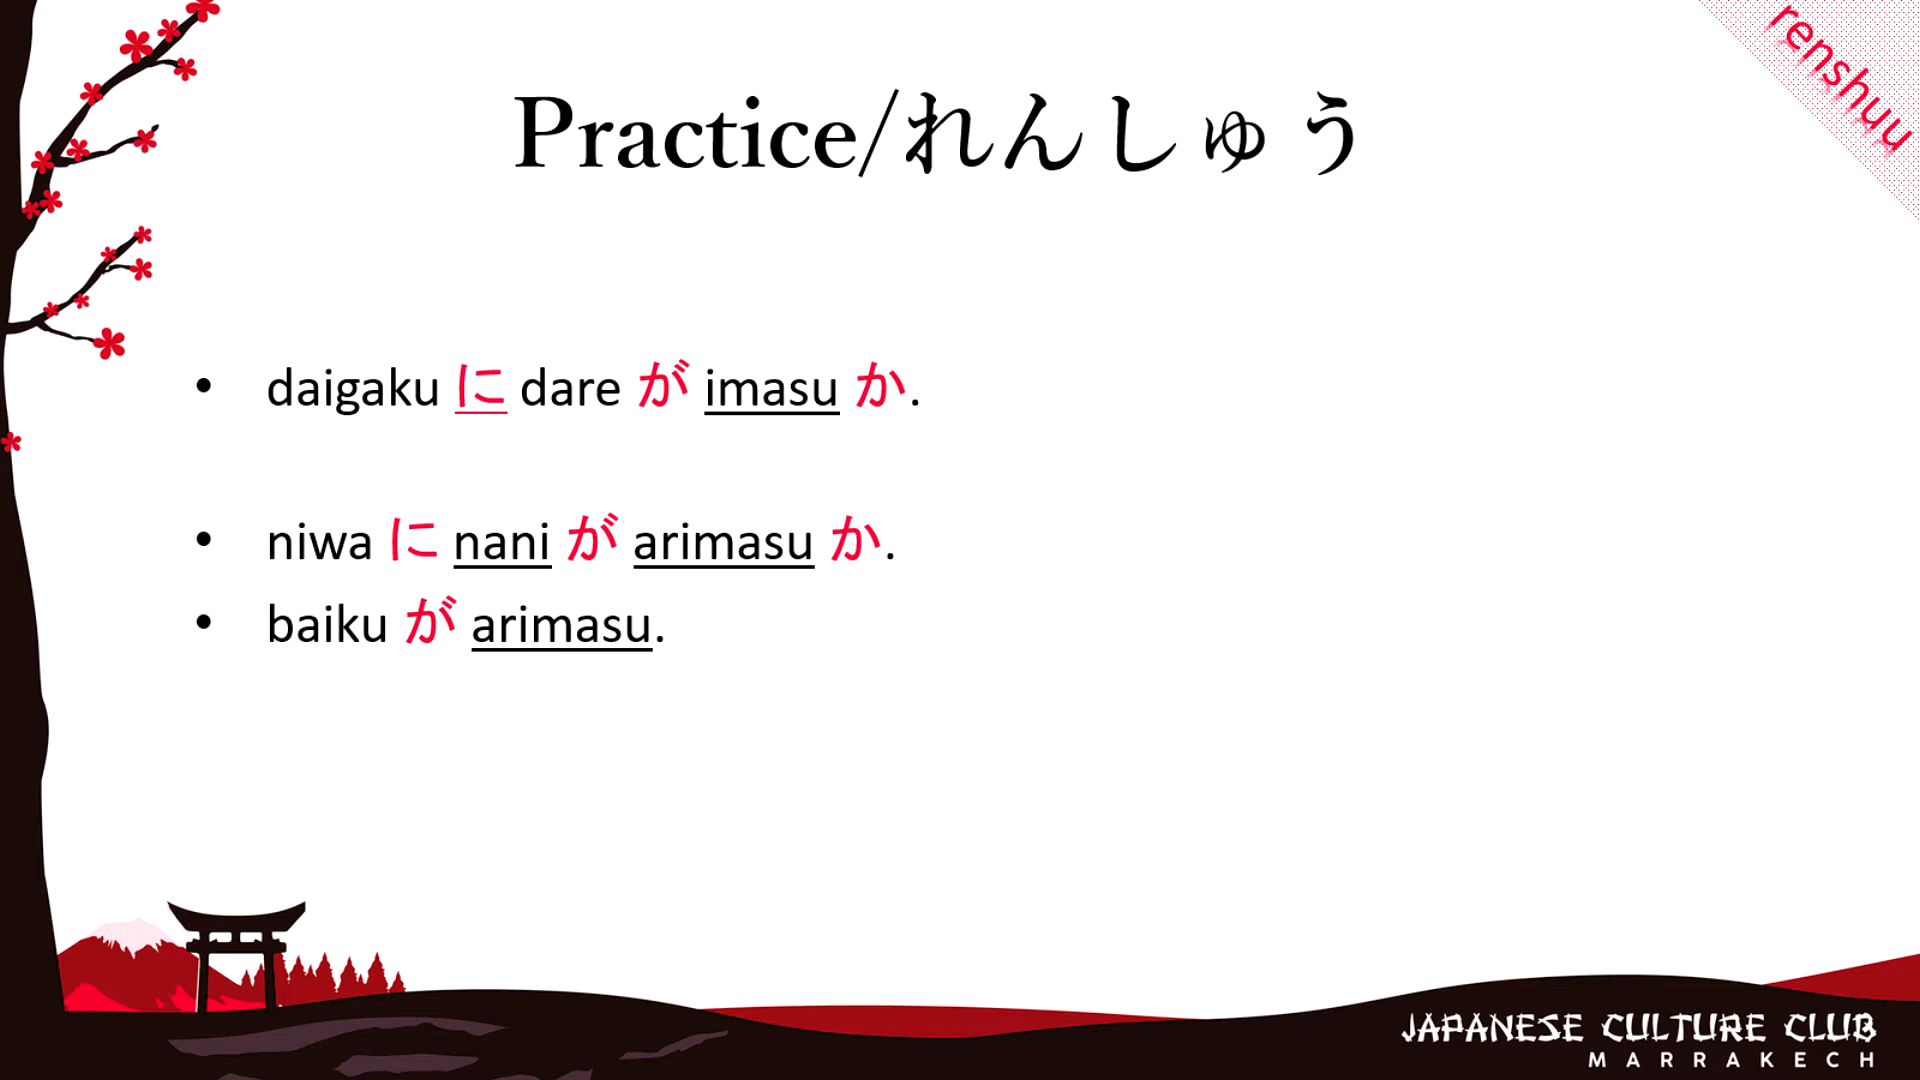 renshuu
Practice/れんしゅう
• daigaku に dare が imasu か.
• niwa に nani が arimasu か.
• baiku が arimasu.
JAPANESE CULTURE CLUB
MARRAKECH